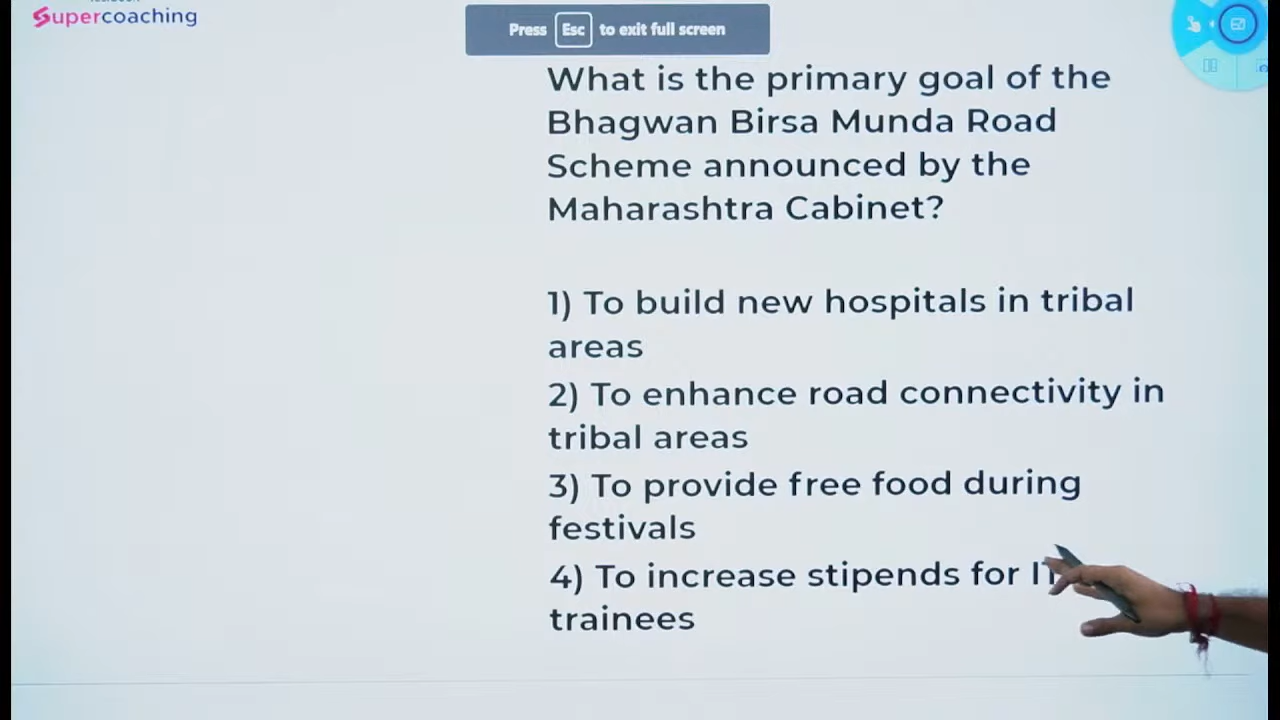 Supercoaching
Press Esc to exit full screen
What is the primary goal of the
Bhagwan Birsa Munda Road
Scheme announced by the
Maharashtra Cabinet?
1) To build new hospitals in tribal
areas
2) To enhance road connectivity in
tribal areas
3) To provide free food during
festivals
4) To increase stipends for
trainees